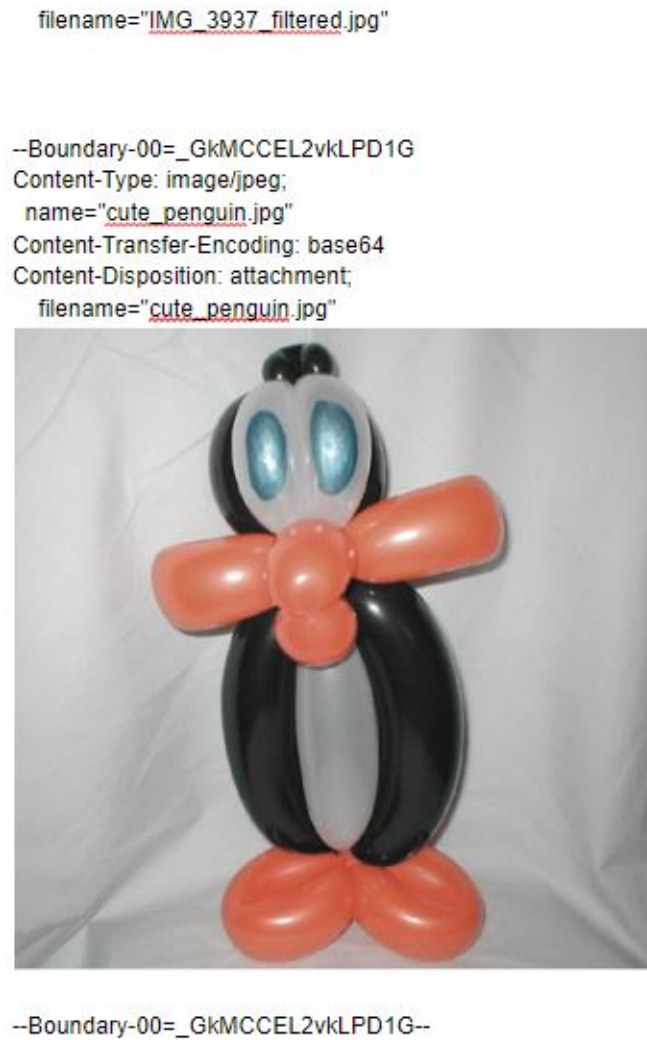 filename="IMG_3937_filtered.jpg"
--Boundary-00=_GkMCCEL2vkLPD1G
Content-Type: image/jpeg;
name="cute_penguin.jpg"
Content-Transfer-Encoding: base64
Content-Disposition: attachment;
filename="cute_penguin.jpg"
--Boundary-00=_GkMCCEL2vkLPD1G--